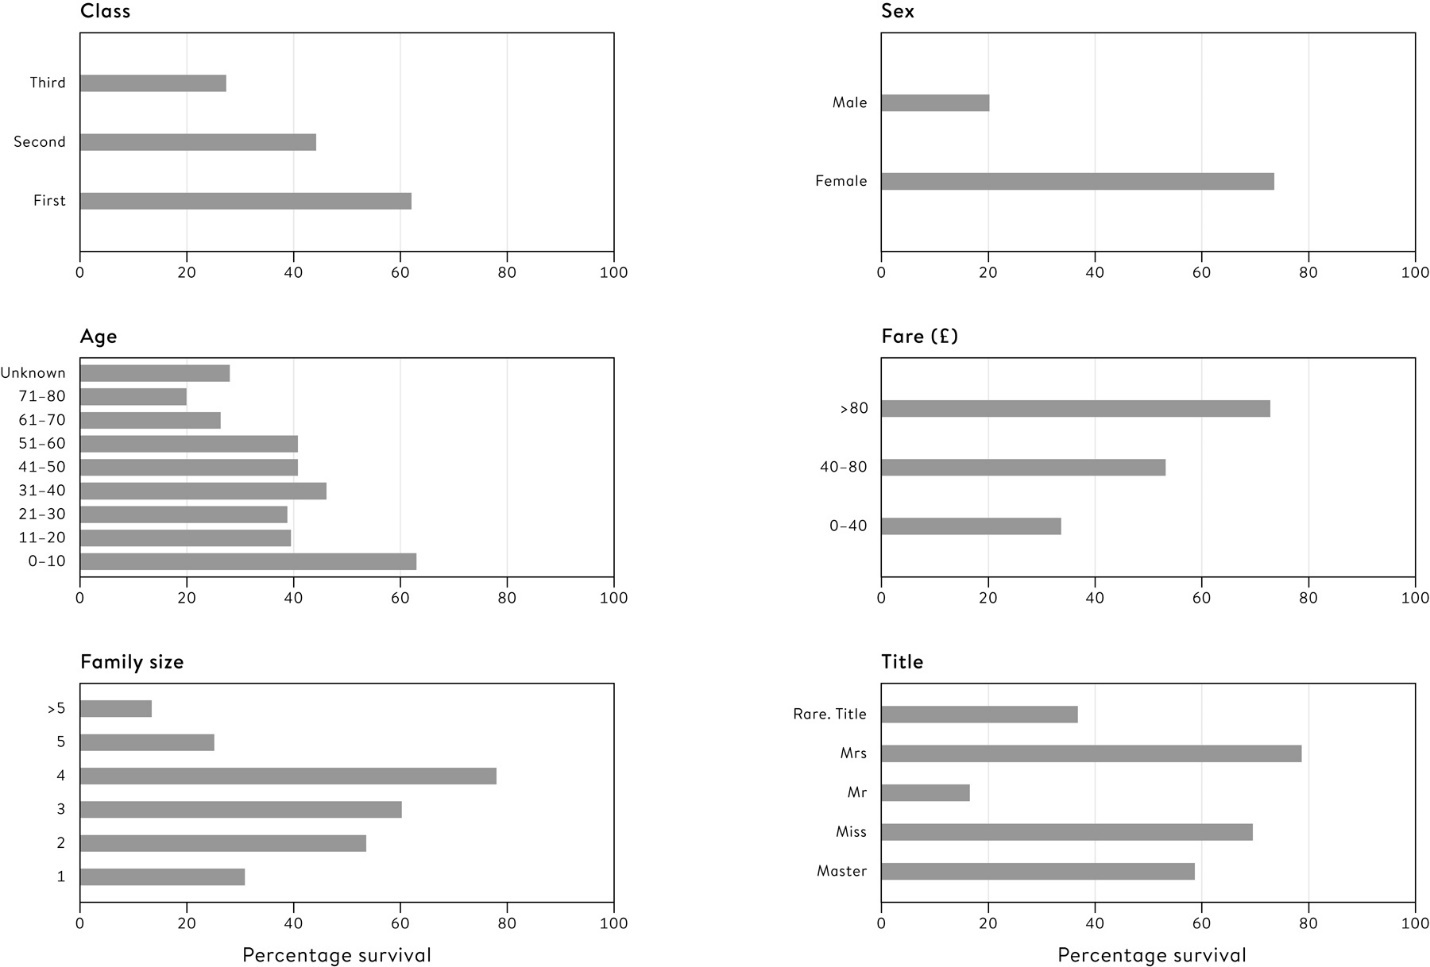 Class
Third
Second
First
0 20 40 60 80 100
Sex
Male
Female
0 20 40 60 80 100
Age
Unknown
71–80
61–70
51–60
41–50
31–40
21–30
11–20
0–10
0 20 40 60 80 100
Fare (£)
>80
40–80
0–40
0 20 40 60 80 100
Family size
>5
5
4
3
2
1
0 20 40 60 80 100
Percentage survival
Title
Rare. Title
Mrs
Mr
Miss
Master
0 20 40 60 80 100
Percentage survival